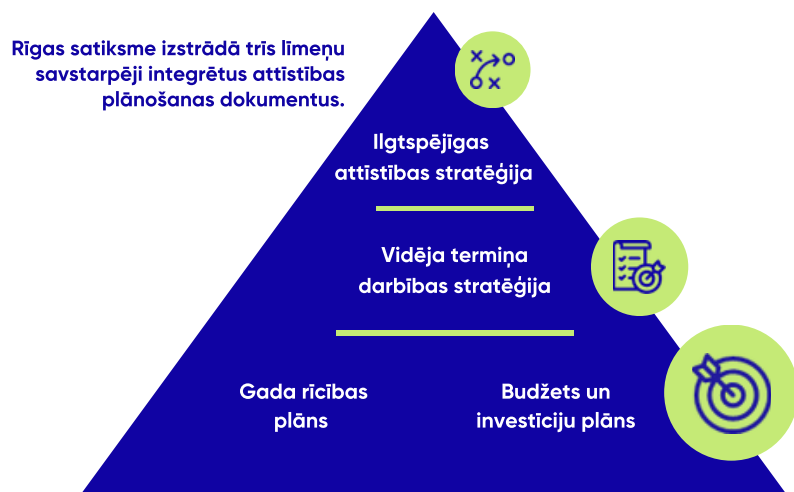 Rīgas satiksme izstrādā trīs līmeņu
savstarpēji integrētus attīstības
plānošanas dokumentus.
Ilgtspējīgas
attīstības stratēģija
Vidēja termiņa
darbības stratēģija
Gada rīcības
plāns
Budžets un
investīciju plāns